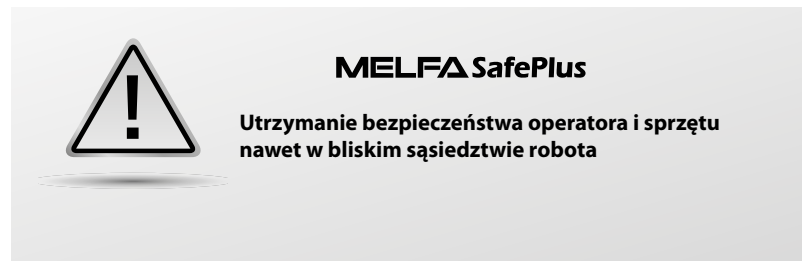 MELFA SafePlus
Utrzymanie bezpieczeństwa operatora i sprzętu
nawet w bliskim sąsiedztwie robota